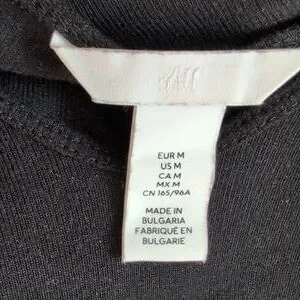 H&M
EUR M
US M
CA M
MX M
CN 165/96A
MADE IN
BULGARIA
FABRIQUÉ EN
BULGARIE